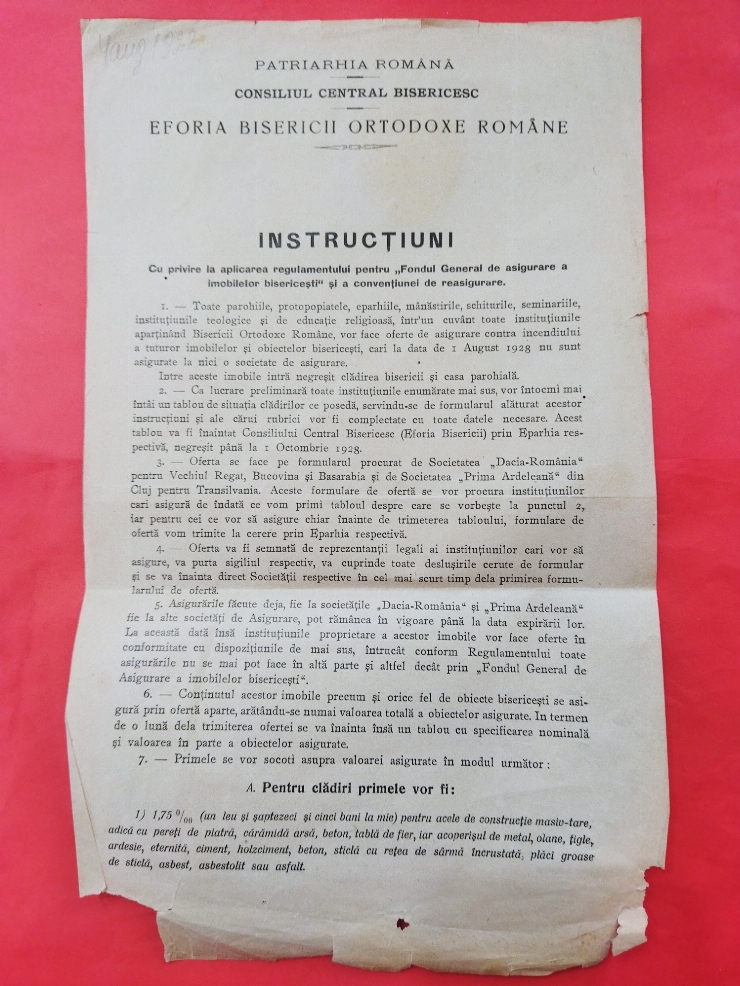 PATRIARHIA ROMÂNĂ
CONSILIUL CENTRAL BISERICESC
EFORIA BISERICII ORTODOXE ROMÂNE
INSTRUCȚIUNI
Cu privire la aplicarea regulamentului pentru „Fondul General de asigurare a
imobilelor bisericești“ și a convențiunei de reasigurare.
1. — Toate parohiile, protopopiatele, eparhiile, mânăstirile, schiturile, seminariile,
instituțiunile teologice și de educație religioasă, într'un cuvânt toate instituțiunile
aparținând Bisericii Ortodoxe Române, vor face oferte de asigurare contra incendiului
a tuturor imobilelor și obiectelor bisericești, cari la data de 1 August 1928 nu sunt
asigurate la nici o societate de asigurare.
Intre aceste imobile intră negreșit clădirea bisericii și casa parohială.
2. — Ca lucrare preliminară toate instituțiunile enumărate mai sus, vor întocmi mai
întâi un tablou de situația clădirilor ce posedă, servindu-se de formularul alăturat acestor
instrucțiuni și ale cărui rubrici vor fi complectate cu toate datele necesare. Acest
tablou va fi înaintat Consiliului Central Bisericesc (Eforia Bisericii) prin Eparhia res-
pectivă, negreșit până la 1 Octombrie 1928.
3. — Oferta se face pe formularul procurat de Societatea „Dacia-România“
pentru Vechiul Regat, Bucovina și Basarabia și de Societatea „Prima Ardeleană“ din
Cluj pentru Transilvania. Aceste formulare de ofertă se vor procura instituțiunilor
cari asigură de îndată ce vom primi tabloul despre care se vorbește la punctul 2,
iar pentru cei ce vor să asigure chiar înainte de trimeterea tabloului, formulare de
ofertă vom trimite la cerere prin Eparhia respectivă.
4. — Oferta va fi semnată de reprezentanții legali ai instituțiunilor cari vor să
asigure, va purta sigiliul respectiv, va cuprinde toate deslușirile cerute de formular
și se va înainta direct Societății respective în cel mai scurt timp dela primirea formu-
larului de ofertă.
5. Asigurările făcute deja, fie la societățile „Dacia-România“ și „Prima Ardeleană“
fie la alte societăți de Asigurare, pot rămânea în vigoare până la data expirării lor.
La această dată însă instituțiunile proprietare a acestor imobile vor face oferte în
conformitate cu dispozițiunile de mai sus, întrucât conform Regulamentului toate
asigurările nu se mai pot face în altă parte și altfel decât prin „Fondul General de
Asigurare a imobilelor bisericești“.
6. — Conținutul acestor imobile precum și orice fel de obiecte bisericești se asi-
gură prin ofertă aparte, arătându-se numai valoarea totală a obiectelor asigurate. In termen
de o lună dela trimiterea ofertei se va înainta însă un tablou cu specificarea nominală
și valoarea în parte a obiectelor asigurate.
7. — Primele se vor socoti asupra valoarei asigurate în modul următor :
A. Pentru clădiri primele vor fi:
1) 1,75 ⁰/₀₀ (un leu și șaptezeci și cinci bani la mie) pentru acele de construcție masiv-tare,
adică cu pereți de piatră, cărămidă arsă, beton, tablă de fier, iar acoperișul de metal, olane, țigle,
ardesie, eternită, ciment, holzciment, beton, sticlă cu rețea de sârmă încrustată, plăci groase
de sticlă, asbest, asbestolit sau asfalt.